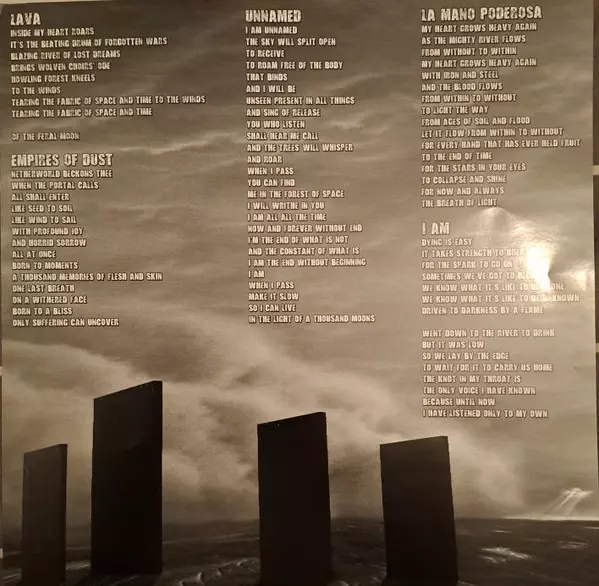 LAVA
INSIDE MY HEART ROARS
IT'S THE BEATING DRUM OF FORGOTTEN WARS
BLAZING RIVER OF LOST DREAMS
BRINGS WOLVEN CHOIRS' ODE
HOWLING FOREST KNEELS
TO THE WINDS
TEARING THE FABRIC OF SPACE AND TIME TO THE WINDS
TEARING THE FABRIC OF SPACE AND TIME
OF THE FERAL MOON
EMPIRES OF DUST
NETHERWORLD BECKONS THEE
WHEN THE PORTAL CALLS
ALL SHALL ENTER
LIKE SEED TO SOIL
LIKE WIND TO SAIL
WITH PROFOUND JOY
AND HORRID SORROW
ALL AT ONCE
BORN TO MOMENTS
A THOUSAND MEMORIES OF FLESH AND SKIN
ONE LAST BREATH
ON A WITHERED FACE
BORN TO A BLISS
ONLY SUFFERING CAN UNCOVER
UNNAMED
I AM UNNAMED
THE SKY WILL SPLIT OPEN
TO RECEIVE
TO ROAM FREE OF THE BODY
THAT BINDS
AND I WILL BE
UNSEEN PRESENT IN ALL THINGS
AND SING OF RELEASE
YOU WHO LISTEN
SHALL HEAR ME CALL
AND THE TREES WILL WHISPER
AND ROAR
WHEN I PASS
YOU CAN FIND
ME IN THE FOREST OF SPACE
I WILL WRITHE IN YOU
I AM ALL ALL THE TIME
NOW AND FOREVER WITHOUT END
I'M THE END OF WHAT IS NOT
AND THE CONSTANT OF WHAT IS
I AM THE END WITHOUT BEGINNING
I AM
WHEN I PASS
MAKE IT SLOW
SO I CAN LIVE
IN THE LIGHT OF A THOUSAND MOONS
LA MANO PODEROSA
MY HEART GROWS HEAVY AGAIN
AS THE MIGHTY RIVER FLOWS
FROM WITHOUT TO WITHIN
MY HEART GROWS HEAVY AGAIN
WITH IRON AND STEEL
AND THE BLOOD FLOWS
FROM WITHIN TO WITHOUT
TO LIGHT THE WAY
FROM AGES OF SOIL AND FLOOD
LET IT FLOW FROM WITHIN TO WITHOUT
FOR EVERY HAND THAT HAS EVER HELD FRUIT
TO THE END OF TIME
FOR THE STARS IN YOUR EYES
TO COLLAPSE AND SHINE
FOR NOW AND ALWAYS
THE BREATH OF LIGHT
I AM
DYING IS EASY
IT TAKES STRENGTH TO
FOR THE SPARK TO GO ON
SOMETIMES WE'VE GOT TO
WE KNOW WHAT IT'S LIKE TO
WE KNOW WHAT IT'S LIKE TO
DRIVEN TO DARKNESS BY A FLAME
WENT DOWN TO THE RIVER TO DRINK
BUT IT WAS LOW
SO WE LAY BY THE EDGE
TO WAIT FOR IT TO CARRY US HOME
THE KNOT IN MY THROAT IS
THE ONLY VOICE I HAVE KNOWN
BECAUSE UNTIL NOW
I HAVE LISTENED ONLY TO MY OWN